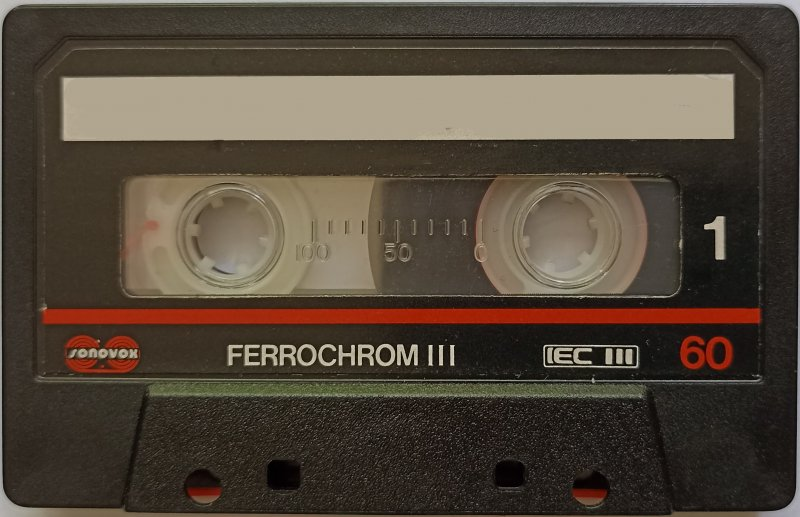 1
100 50 0
SONOVOX FERROCHROM III IEC III 60